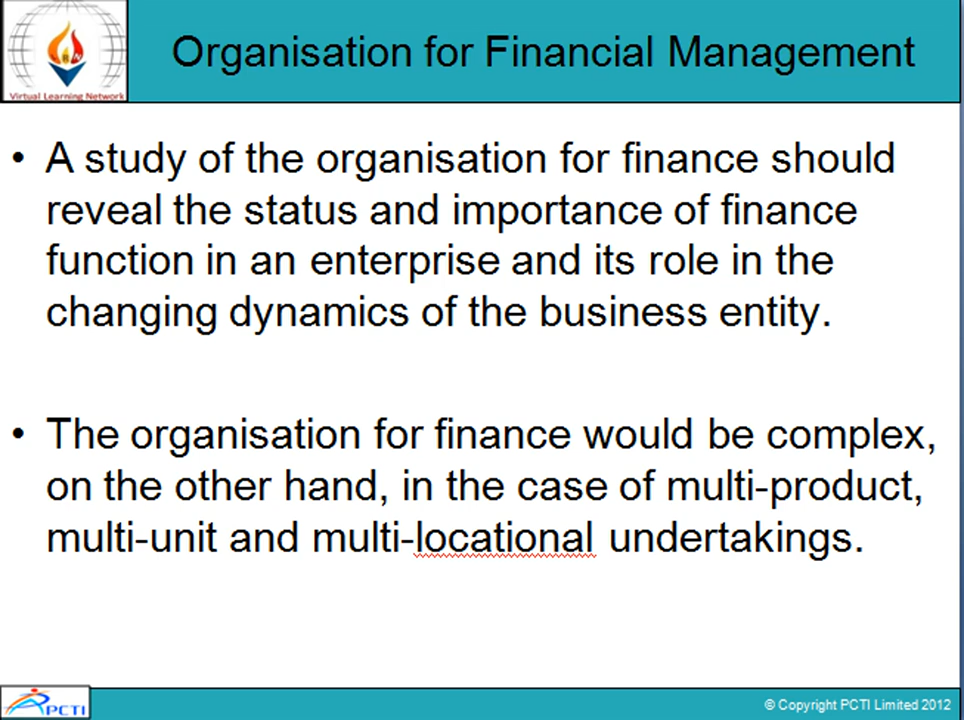 Organisation for Financial Management
Virtual Learning Network
• A study of the organisation for finance should
reveal the status and importance of finance
function in an enterprise and its role in the
changing dynamics of the business entity.
• The organisation for finance would be complex,
on the other hand, in the case of multi-product,
multi-unit and multi-locational undertakings.
PCTI
© Copyright PCTI Limited 2012